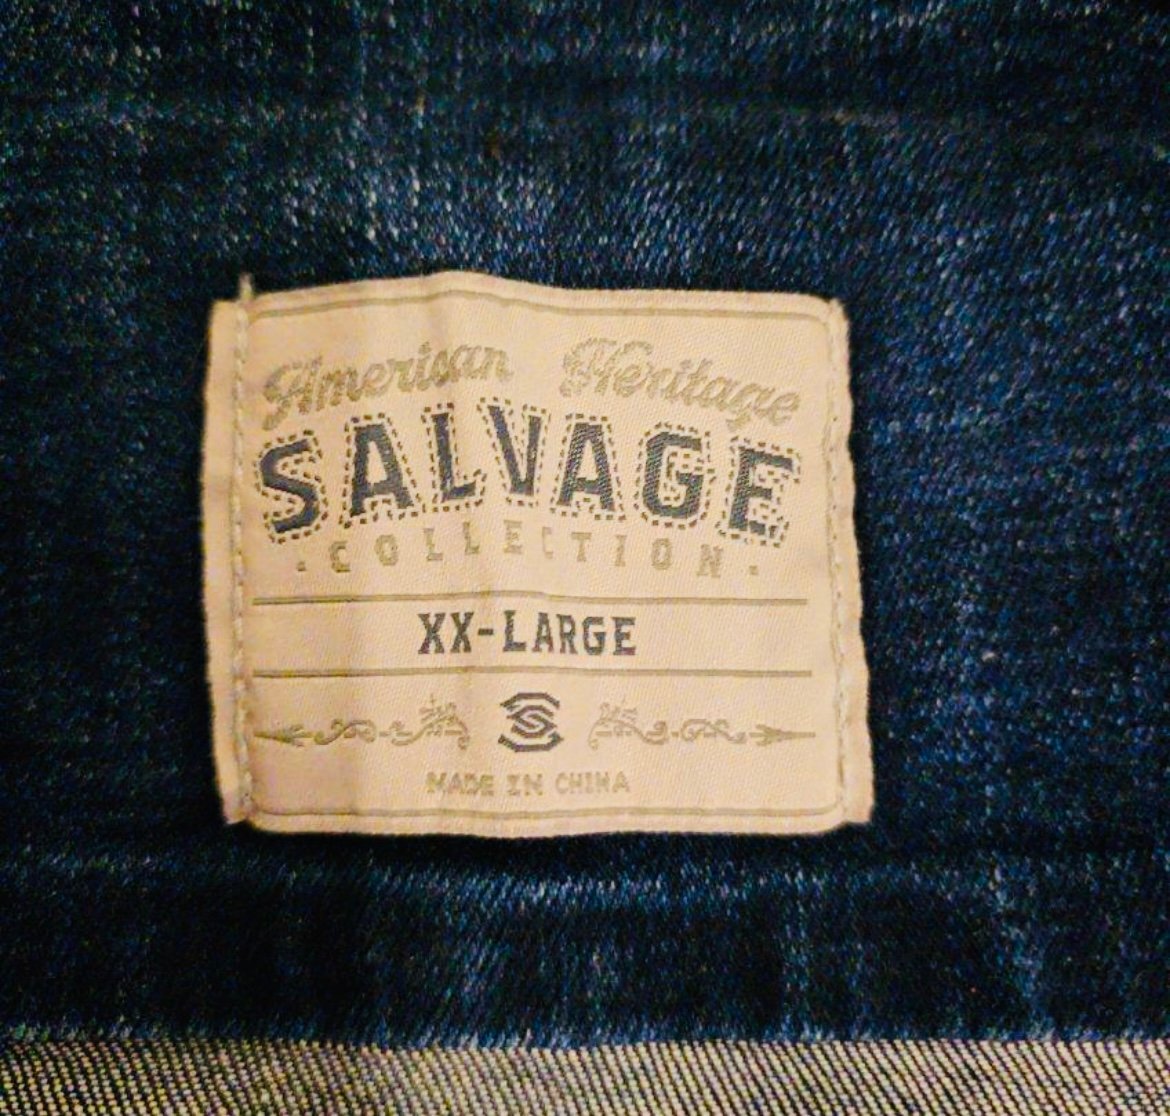 American Heritage
SALVAGE
·COLLECTION·
XX-LARGE
MADE IN CHINA